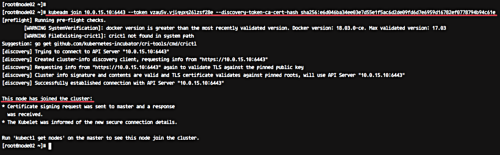 [root@node02 ~]#
[root@node02 ~]# kubeadm join 10.0.15.10:6443 --token --discovery-token-ca-cert-hash
[preflight] Running pre-flight checks.
[WARNING SystemVerification]: docker version is greater than the most recently validated version. Docker version: 18.03.0-ce. Max validated version: 17.03
[WARNING FileExisting-crictl]: crictl not found in system path
Suggestion: go get github.com/kubernetes-incubator/cri-tools/cmd/crictl
[discovery] Trying to connect to API Server "10.0.15.10:6443"
[discovery] Created cluster-info discovery client, requesting info from "https://10.0.15.10:6443"
[discovery] Requesting info from "https://10.0.15.10:6443" again to validate TLS against the pinned public key
[discovery] Cluster info signature and contents are valid and TLS certificate validates against pinned roots, will use API Server "10.0.15.10:6443"
[discovery] Successfully established connection with API Server "10.0.15.10:6443"
This node has joined the cluster:
* Certificate signing request was sent to master and a response
was received.
* The Kubelet was informed of the new secure connection details.
Run 'kubectl get nodes' on the master to see this node join the cluster.
[root@node02 ~]#